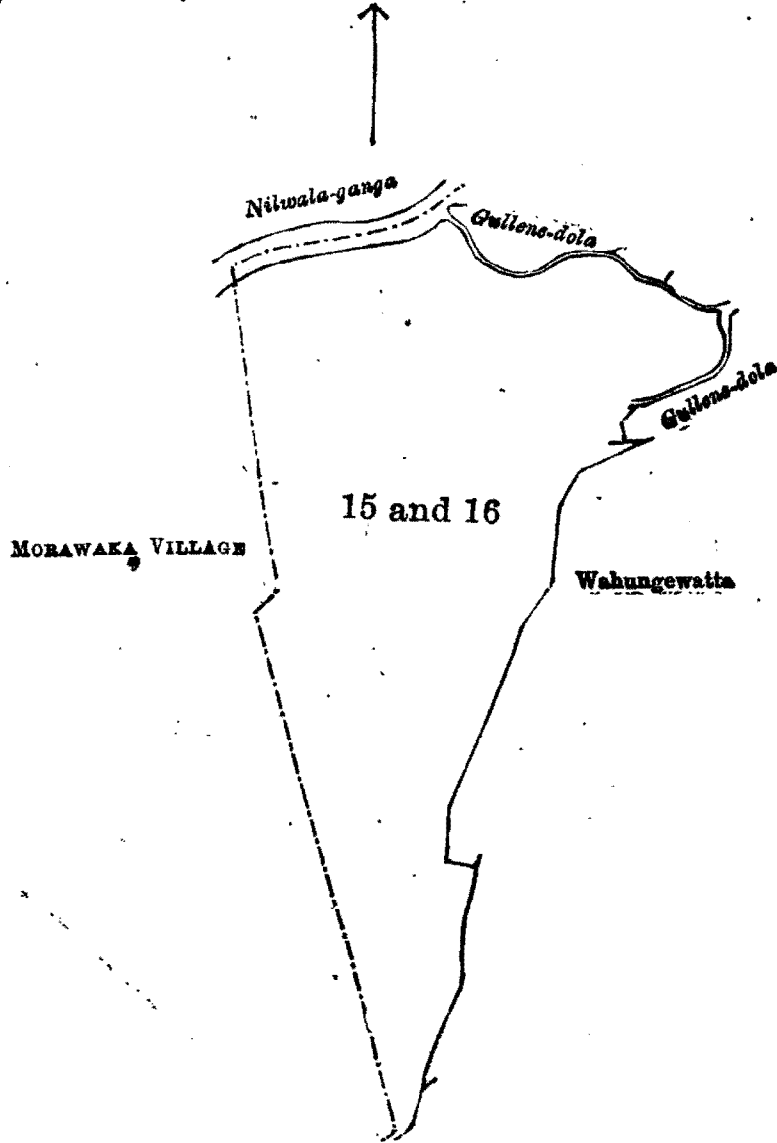 Nilwala-ganga
Gullene-dola
Gullene-dola
15 and 16
MORAWAKA VILLAGE
Wahungewatta